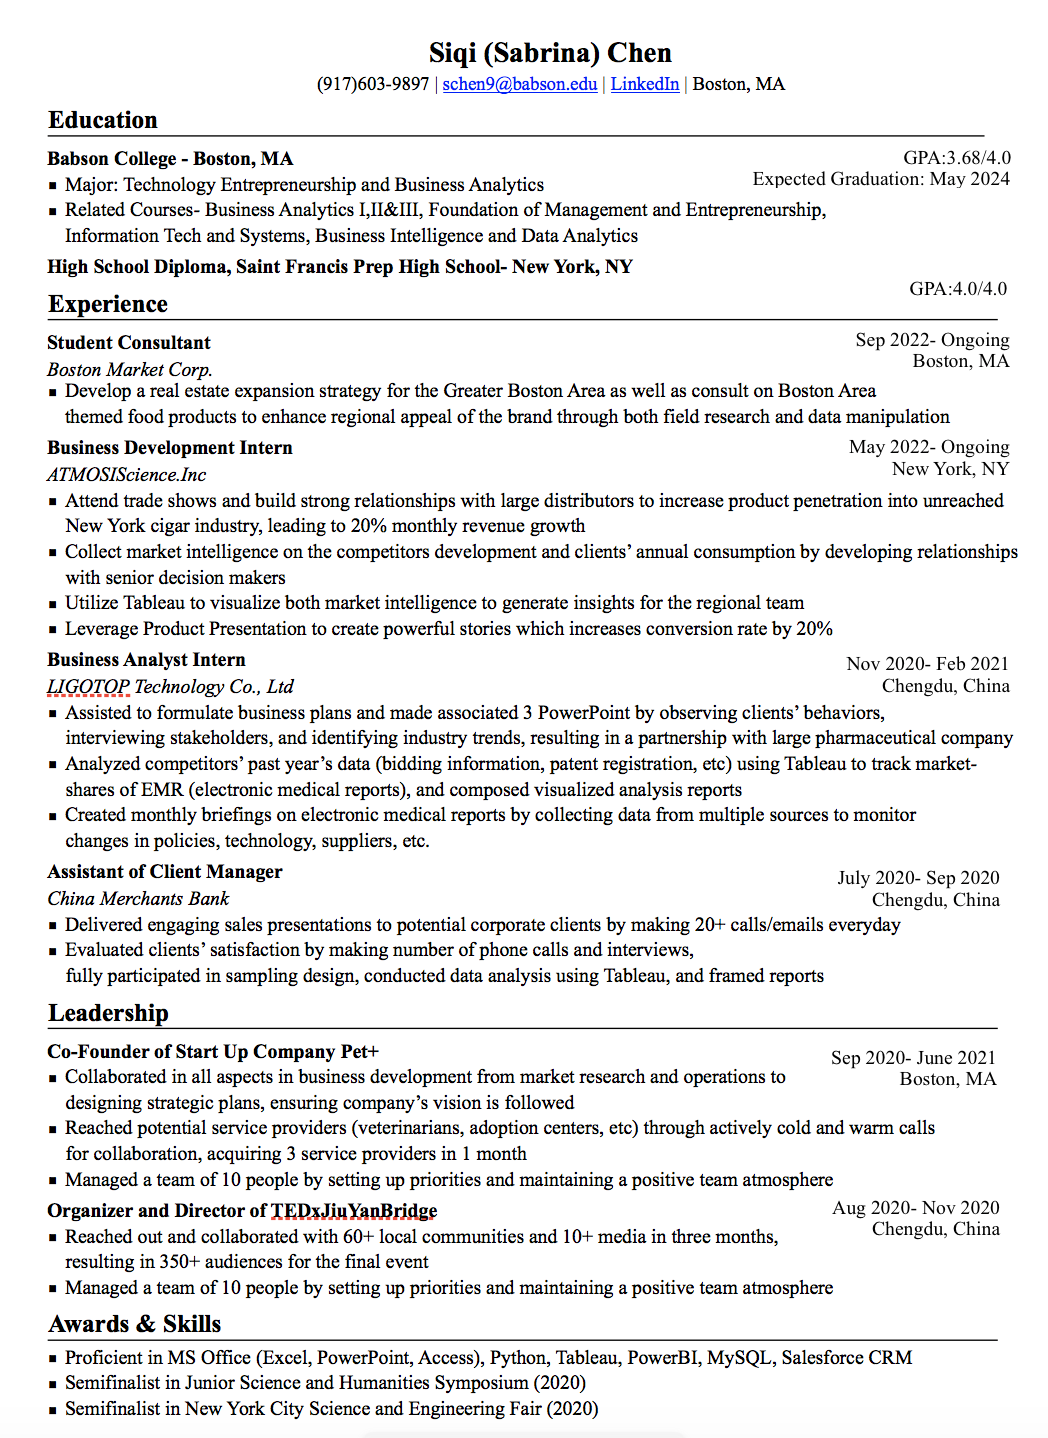 Siqi (Sabrina) Chen
(917)603-9897 | schen9@babson.edu | LinkedIn | Boston, MA
Education
Babson College - Boston, MA
GPA:3.68/4.0
▪ Major: Technology Entrepreneurship and Business Analytics
Expected Graduation: May 2024
▪ Related Courses- Business Analytics I,II&III, Foundation of Management and Entrepreneurship,
Information Tech and Systems, Business Intelligence and Data Analytics
High School Diploma, Saint Francis Prep High School- New York, NY
GPA:4.0/4.0
Experience
Student Consultant
Sep 2022- Ongoing
Boston Market Corp.
Boston, MA
▪ Develop a real estate expansion strategy for the Greater Boston Area as well as consult on Boston Area
themed food products to enhance regional appeal of the brand through both field research and data manipulation
Business Development Intern
May 2022- Ongoing
ATMOSIScience.Inc
New York, NY
▪ Attend trade shows and build strong relationships with large distributors to increase product penetration into unreached
New York cigar industry, leading to 20% monthly revenue growth
▪ Collect market intelligence on the competitors development and clients’ annual consumption by developing relationships
with senior decision makers
▪ Utilize Tableau to visualize both market intelligence to generate insights for the regional team
▪ Leverage Product Presentation to create powerful stories which increases conversion rate by 20%
Business Analyst Intern
Nov 2020- Feb 2021
LIGOTOP Technology Co., Ltd
Chengdu, China
▪ Assisted to formulate business plans and made associated 3 PowerPoint by observing clients’ behaviors,
interviewing stakeholders, and identifying industry trends, resulting in a partnership with large pharmaceutical company
▪ Analyzed competitors’ past year’s data (bidding information, patent registration, etc) using Tableau to track market-
shares of EMR (electronic medical reports), and composed visualized analysis reports
▪ Created monthly briefings on electronic medical reports by collecting data from multiple sources to monitor
changes in policies, technology, suppliers, etc.
Assistant of Client Manager
July 2020- Sep 2020
China Merchants Bank
Chengdu, China
▪ Delivered engaging sales presentations to potential corporate clients by making 20+ calls/emails everyday
▪ Evaluated clients’ satisfaction by making number of phone calls and interviews,
fully participated in sampling design, conducted data analysis using Tableau, and framed reports
Leadership
Co-Founder of Start Up Company Pet+
Sep 2020- June 2021
▪ Collaborated in all aspects in business development from market research and operations to
Boston, MA
designing strategic plans, ensuring company’s vision is followed
▪ Reached potential service providers (veterinarians, adoption centers, etc) through actively cold and warm calls
for collaboration, acquiring 3 service providers in 1 month
▪ Managed a team of 10 people by setting up priorities and maintaining a positive team atmosphere
Organizer and Director of TEDxJiuYanBridge
Aug 2020- Nov 2020
▪ Reached out and collaborated with 60+ local communities and 10+ media in three months,
Chengdu, China
resulting in 350+ audiences for the final event
▪ Managed a team of 10 people by setting up priorities and maintaining a positive team atmosphere
Awards & Skills
▪ Proficient in MS Office (Excel, PowerPoint, Access), Python, Tableau, PowerBI, MySQL, Salesforce CRM
▪ Semifinalist in Junior Science and Humanities Symposium (2020)
▪ Semifinalist in New York City Science and Engineering Fair (2020)